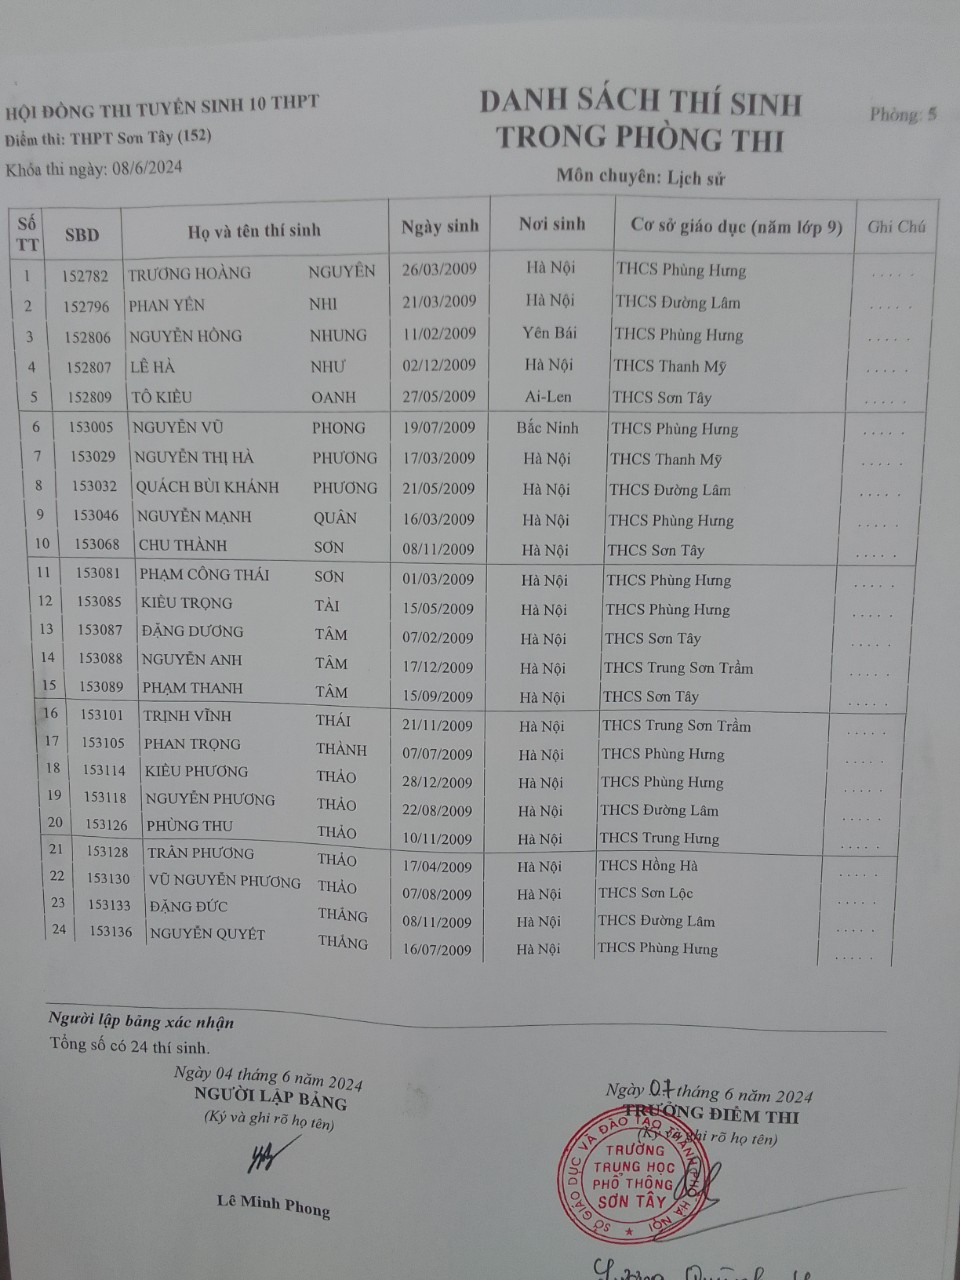 HỘI ĐỒNG THI TUYỂN SINH 10 THPT
Điểm thi: THPT Sơn Tây (152)
Khóa thi ngày: 08/6/2024
DANH SÁCH THÍ SINH
TRONG PHÒNG THI
Môn chuyên: Lịch sử
Phòng: 5
Số TT SBD Họ và tên thí sinh Ngày sinh Nơi sinh Cơ sở giáo dục (năm lớp 9) Ghi Chú
1 152782 TRƯƠNG HOÀNG NGUYÊN 26/03/2009 Hà Nội THCS Phùng Hưng .....
2 152796 PHAN YÊN NHI 21/03/2009 Hà Nội THCS Đường Lâm .....
3 152806 NGUYỄN HỒNG NHUNG 11/02/2009 Yên Bái THCS Phùng Hưng .....
4 152807 LÊ HÀ NHƯ 02/12/2009 Hà Nội THCS Thanh Mỹ .....
5 152809 TÔ KIỀU OANH 27/05/2009 Ai-Len THCS Sơn Tây .....
6 153005 NGUYỄN VŨ PHONG 19/07/2009 Bắc Ninh THCS Phùng Hưng .....
7 153029 NGUYỄN THỊ HÀ PHƯƠNG 17/03/2009 Hà Nội THCS Thanh Mỹ .....
8 153032 QUÁCH BÙI KHÁNH PHƯƠNG 21/05/2009 Hà Nội THCS Đường Lâm .....
9 153046 NGUYỄN MẠNH QUÂN 16/03/2009 Hà Nội THCS Phùng Hưng .....
10 153068 CHU THÀNH SƠN 08/11/2009 Hà Nội THCS Sơn Tây .....
11 153081 PHẠM CÔNG THÁI SƠN 01/03/2009 Hà Nội THCS Phùng Hưng .....
12 153085 KIỀU TRỌNG TÀI 15/05/2009 Hà Nội THCS Phùng Hưng .....
13 153087 ĐẶNG DƯƠNG TÂM 07/02/2009 Hà Nội THCS Sơn Tây .....
14 153088 NGUYỄN ANH TÂM 17/12/2009 Hà Nội THCS Trung Sơn Trầm .....
15 153089 PHẠM THANH TÂM 15/09/2009 Hà Nội THCS Sơn Tây .....
16 153101 TRỊNH VĨNH THÁI 21/11/2009 Hà Nội THCS Trung Sơn Trầm .....
17 153105 PHAN TRỌNG THÀNH 07/07/2009 Hà Nội THCS Phùng Hưng .....
18 153114 KIỀU PHƯƠNG THẢO 28/12/2009 Hà Nội THCS Phùng Hưng .....
19 153118 NGUYỄN PHƯƠNG THẢO 22/08/2009 Hà Nội THCS Đường Lâm .....
20 153126 PHÙNG THU THẢO 10/11/2009 Hà Nội THCS Trung Hưng .....
21 153128 TRẦN PHƯƠNG THẢO 17/04/2009 Hà Nội THCS Hồng Hà .....
22 153130 VŨ NGUYỄN PHƯƠNG THẢO 07/08/2009 Hà Nội THCS Sơn Lộc .....
23 153133 ĐẶNG ĐỨC THẮNG 08/11/2009 Hà Nội THCS Đường Lâm .....
24 153136 NGUYỄN QUYẾT THẮNG 16/07/2009 Hà Nội THCS Phùng Hưng .....
Người lập bảng xác nhận
Tổng số có 24 thí sinh.
Ngày 04 tháng 6 năm 2024
NGƯỜI LẬP BẢNG
(Ký và ghi rõ họ tên)
Lê Minh Phong
Ngày 07 tháng 6 năm 2024
TRƯỞNG ĐIỂM THI
(Ký và ghi rõ họ tên)
SỞ GIÁO DỤC VÀ ĐÀO TẠO THÀNH PHỐ HÀ NỘI
TRƯỜNG
TRUNG HỌC
PHỔ THÔNG
SƠN TÂY